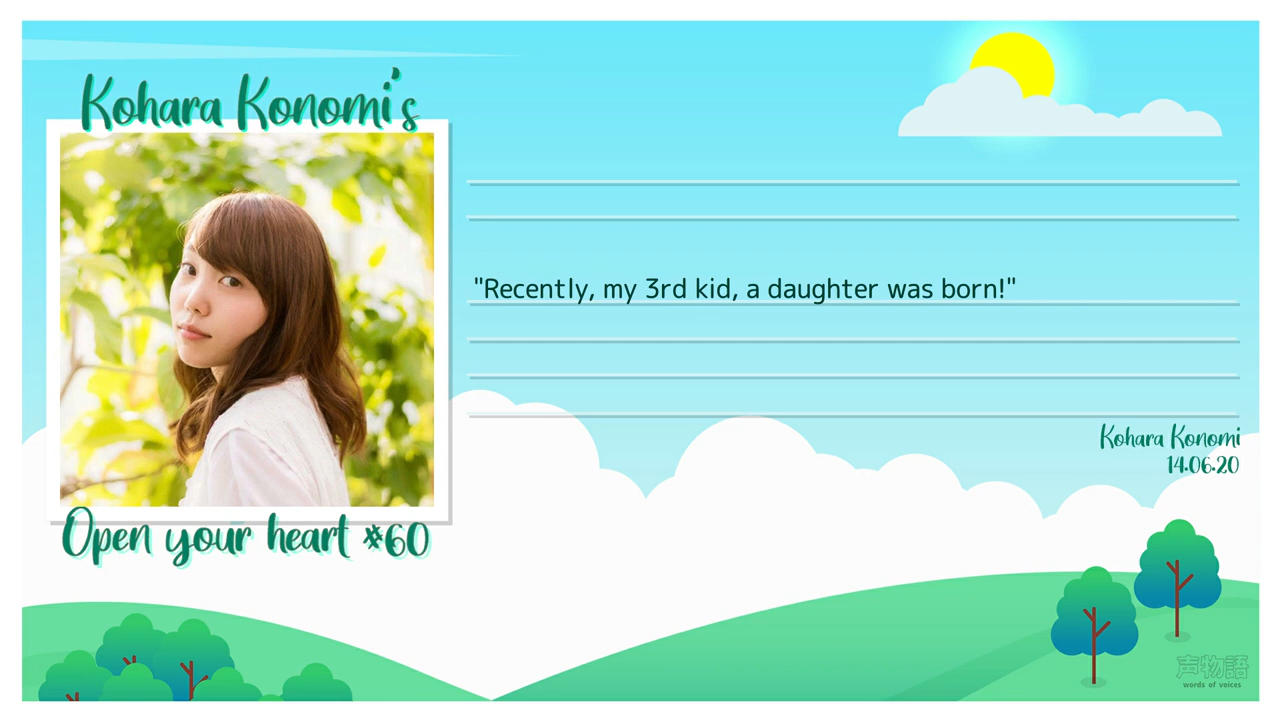 Kohara Konomi's
"Recently, my 3rd kid, a daughter was born!"
Kohara Konomi
14.06.20
Open your heart #60
声物語
words of voices